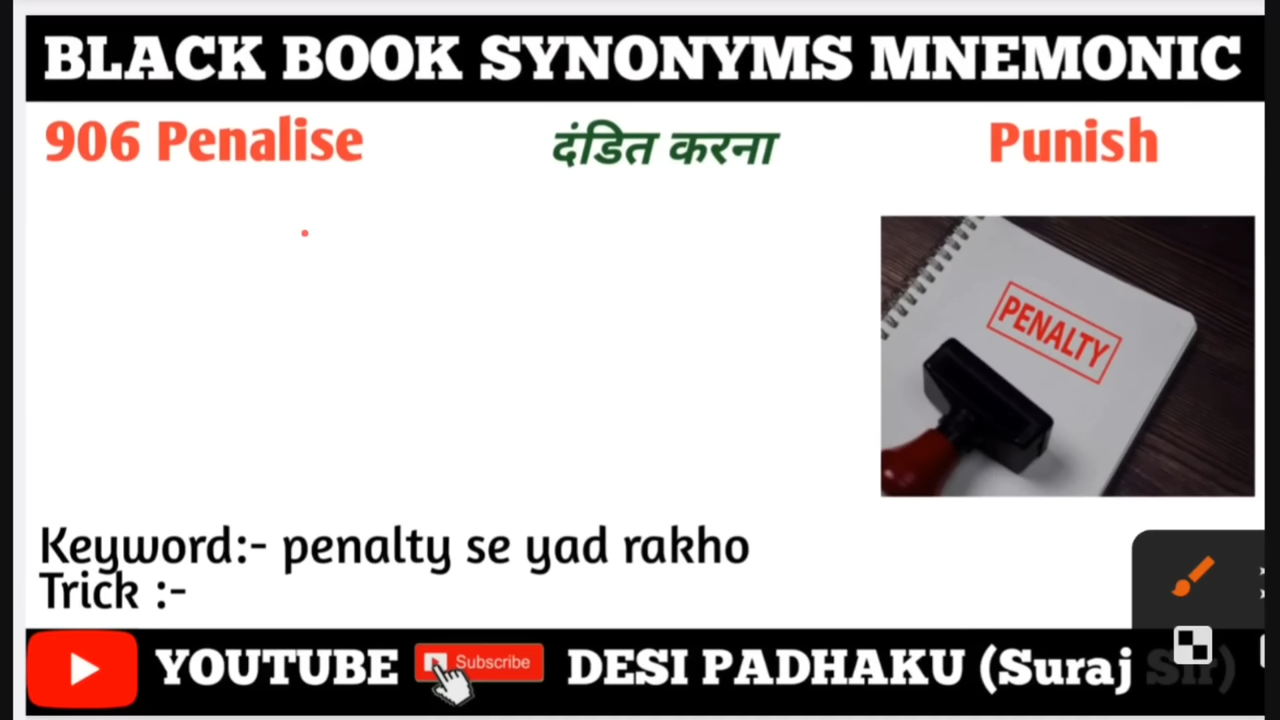 BLACK BOOK SYNONYMS MNEMONIC
906 Penalise दंडित करना Punish
PENALTY
Keyword:- penalty se yad rakho
Trick :-
YOUTUBE Subscribe DESI PADHAKU (Suraj Sir)